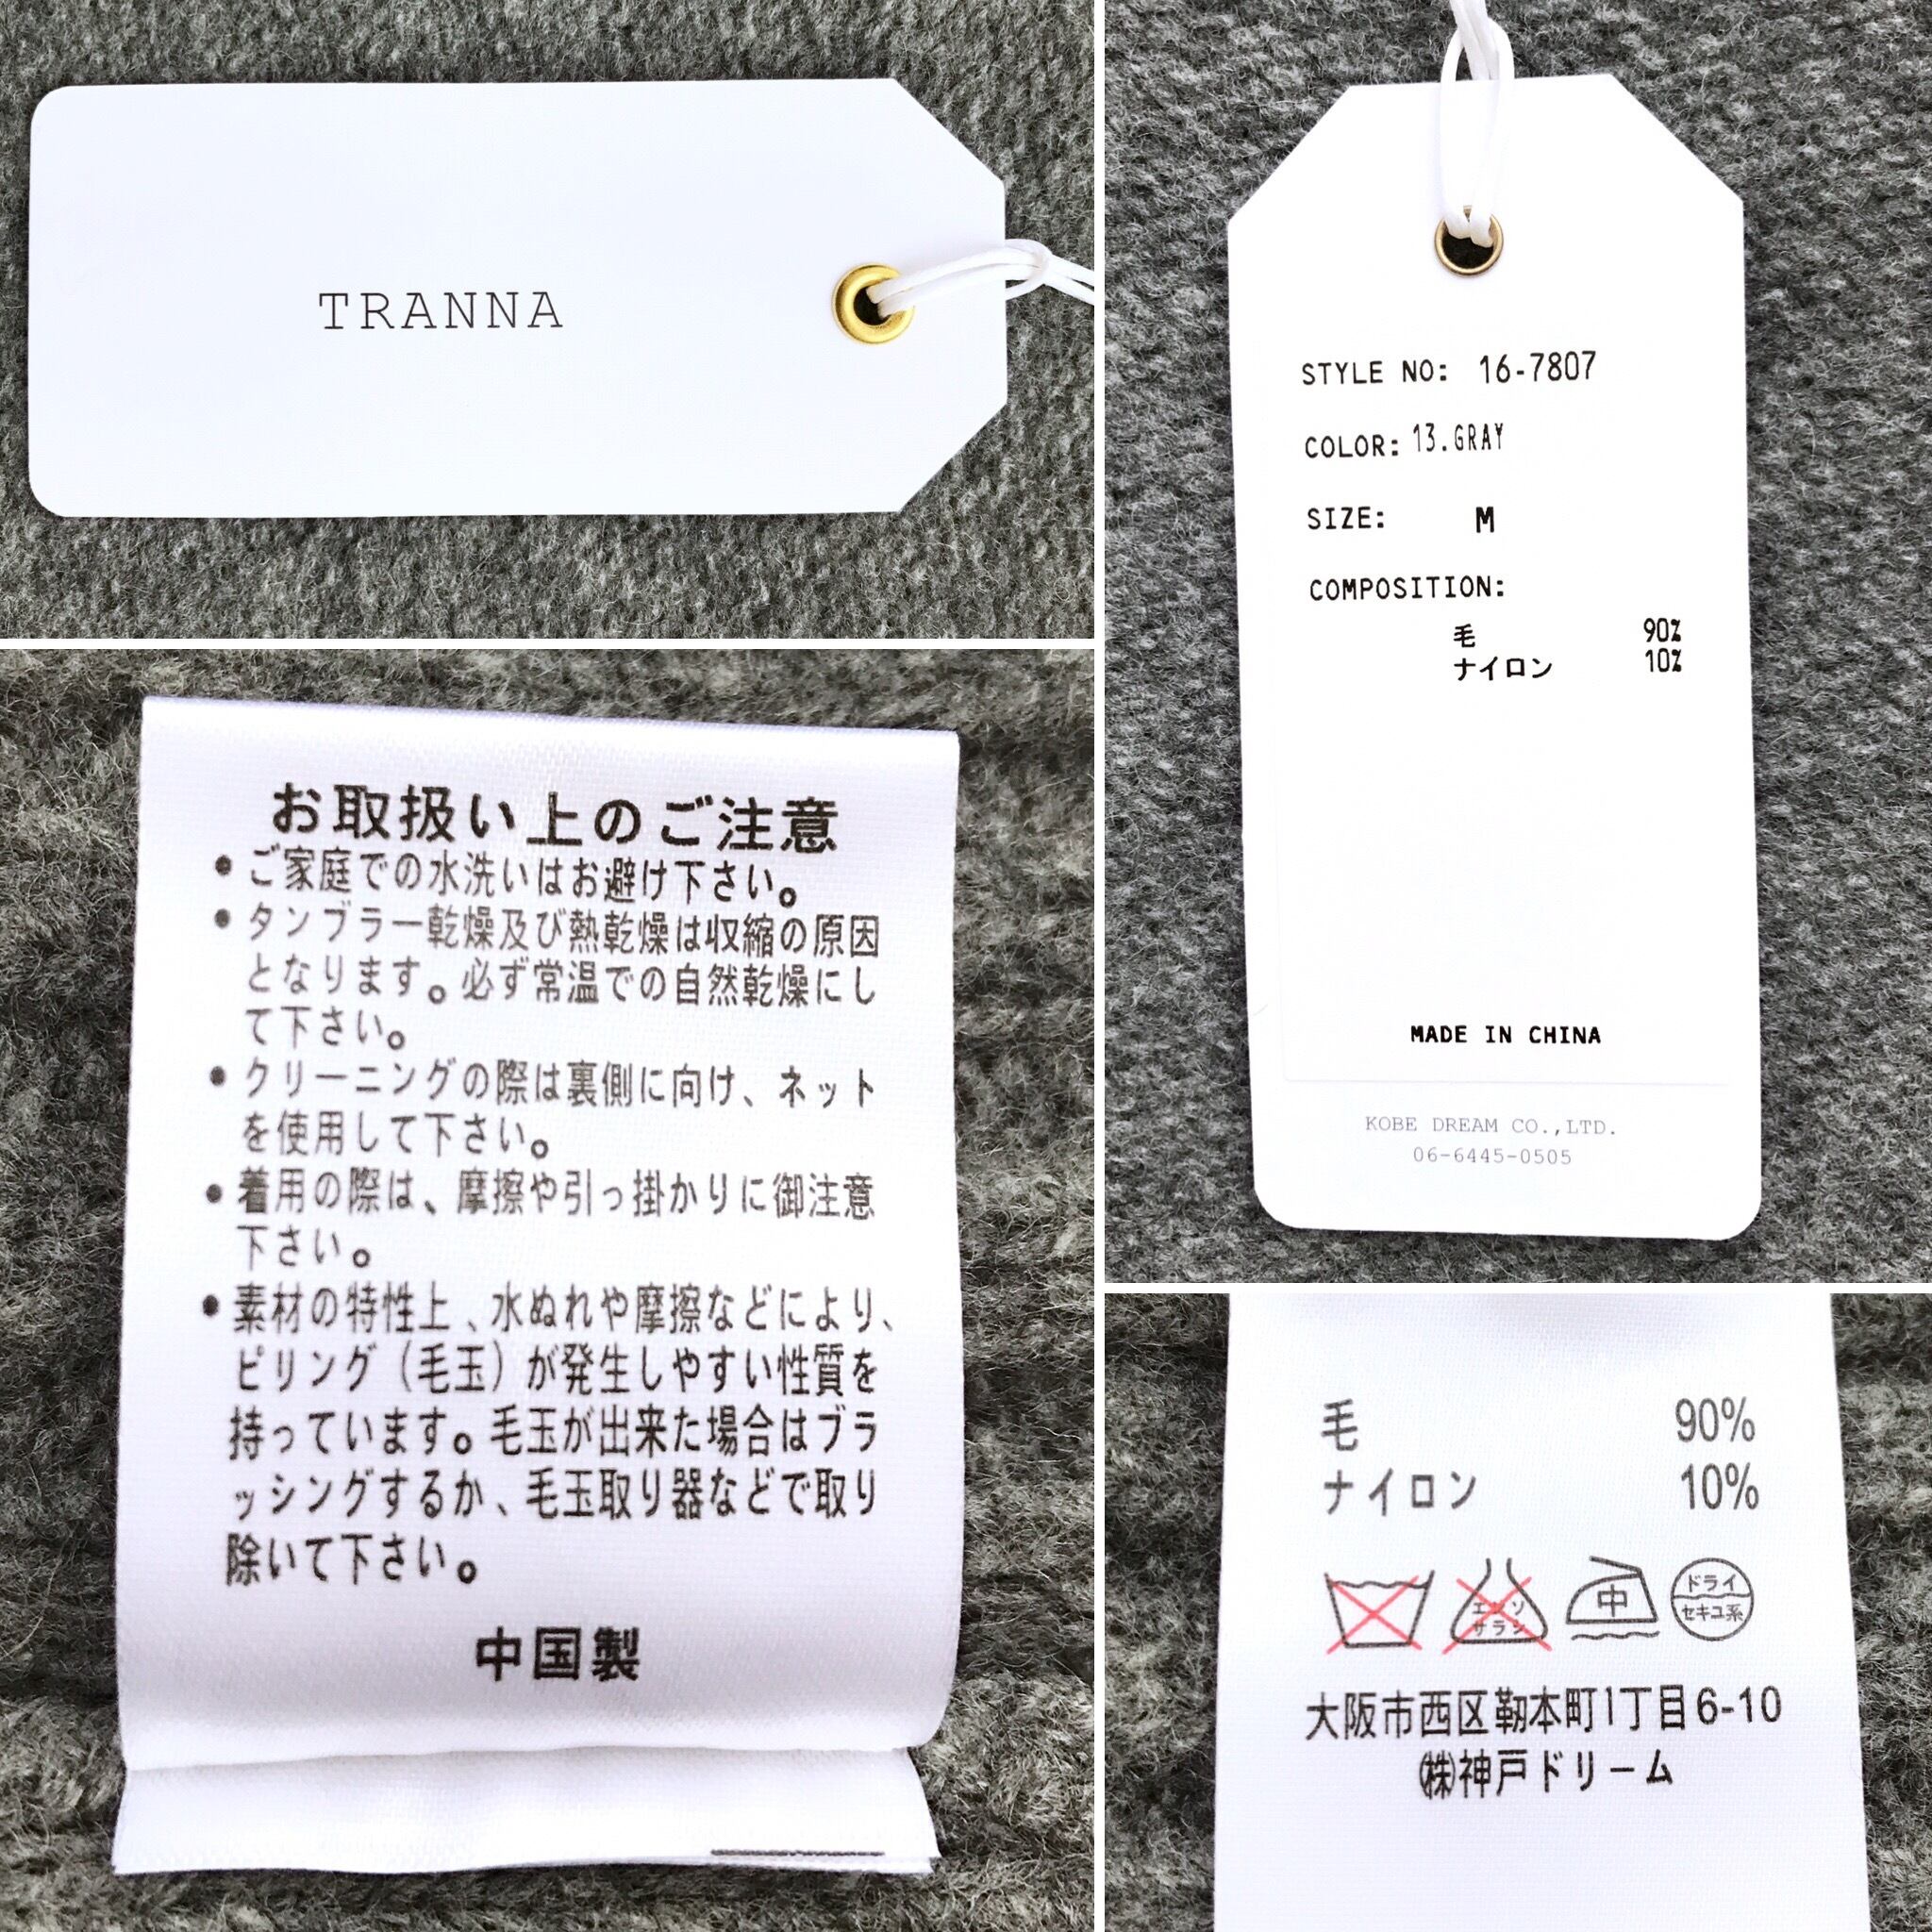 TRANNA
STYLE NO: 16-7807
COLOR: 13.GRAY
SIZE: M
COMPOSITION:
毛 90%
ナイロン 10%
MADE IN CHINA
KOBE DREAM CO.,LTD.
06-6445-0505
お取扱い上のご注意
•ご家庭での水洗いはお避け下さい。
•タンブラー乾燥及び熱乾燥は収縮の原因
となります。必ず常温での自然乾燥にし
て下さい。
•クリーニングの際は裏側に向け、ネット
を使用して下さい。
•着用の際は、摩擦や引っ掛かりに御注意
下さい。
•素材の特性上、水ぬれや摩擦などにより、
ピリング（毛玉）が発生しやすい性質を
持っています。毛玉が出来た場合はブラ
ッシングするか、毛玉取り器などで取り
除いて下さい。
中国製
毛 90%
ナイロン 10%
エンソ
サラシ
中
ドライ
セキユ系
大阪市西区靭本町1丁目6-10
㈱神戸ドリーム